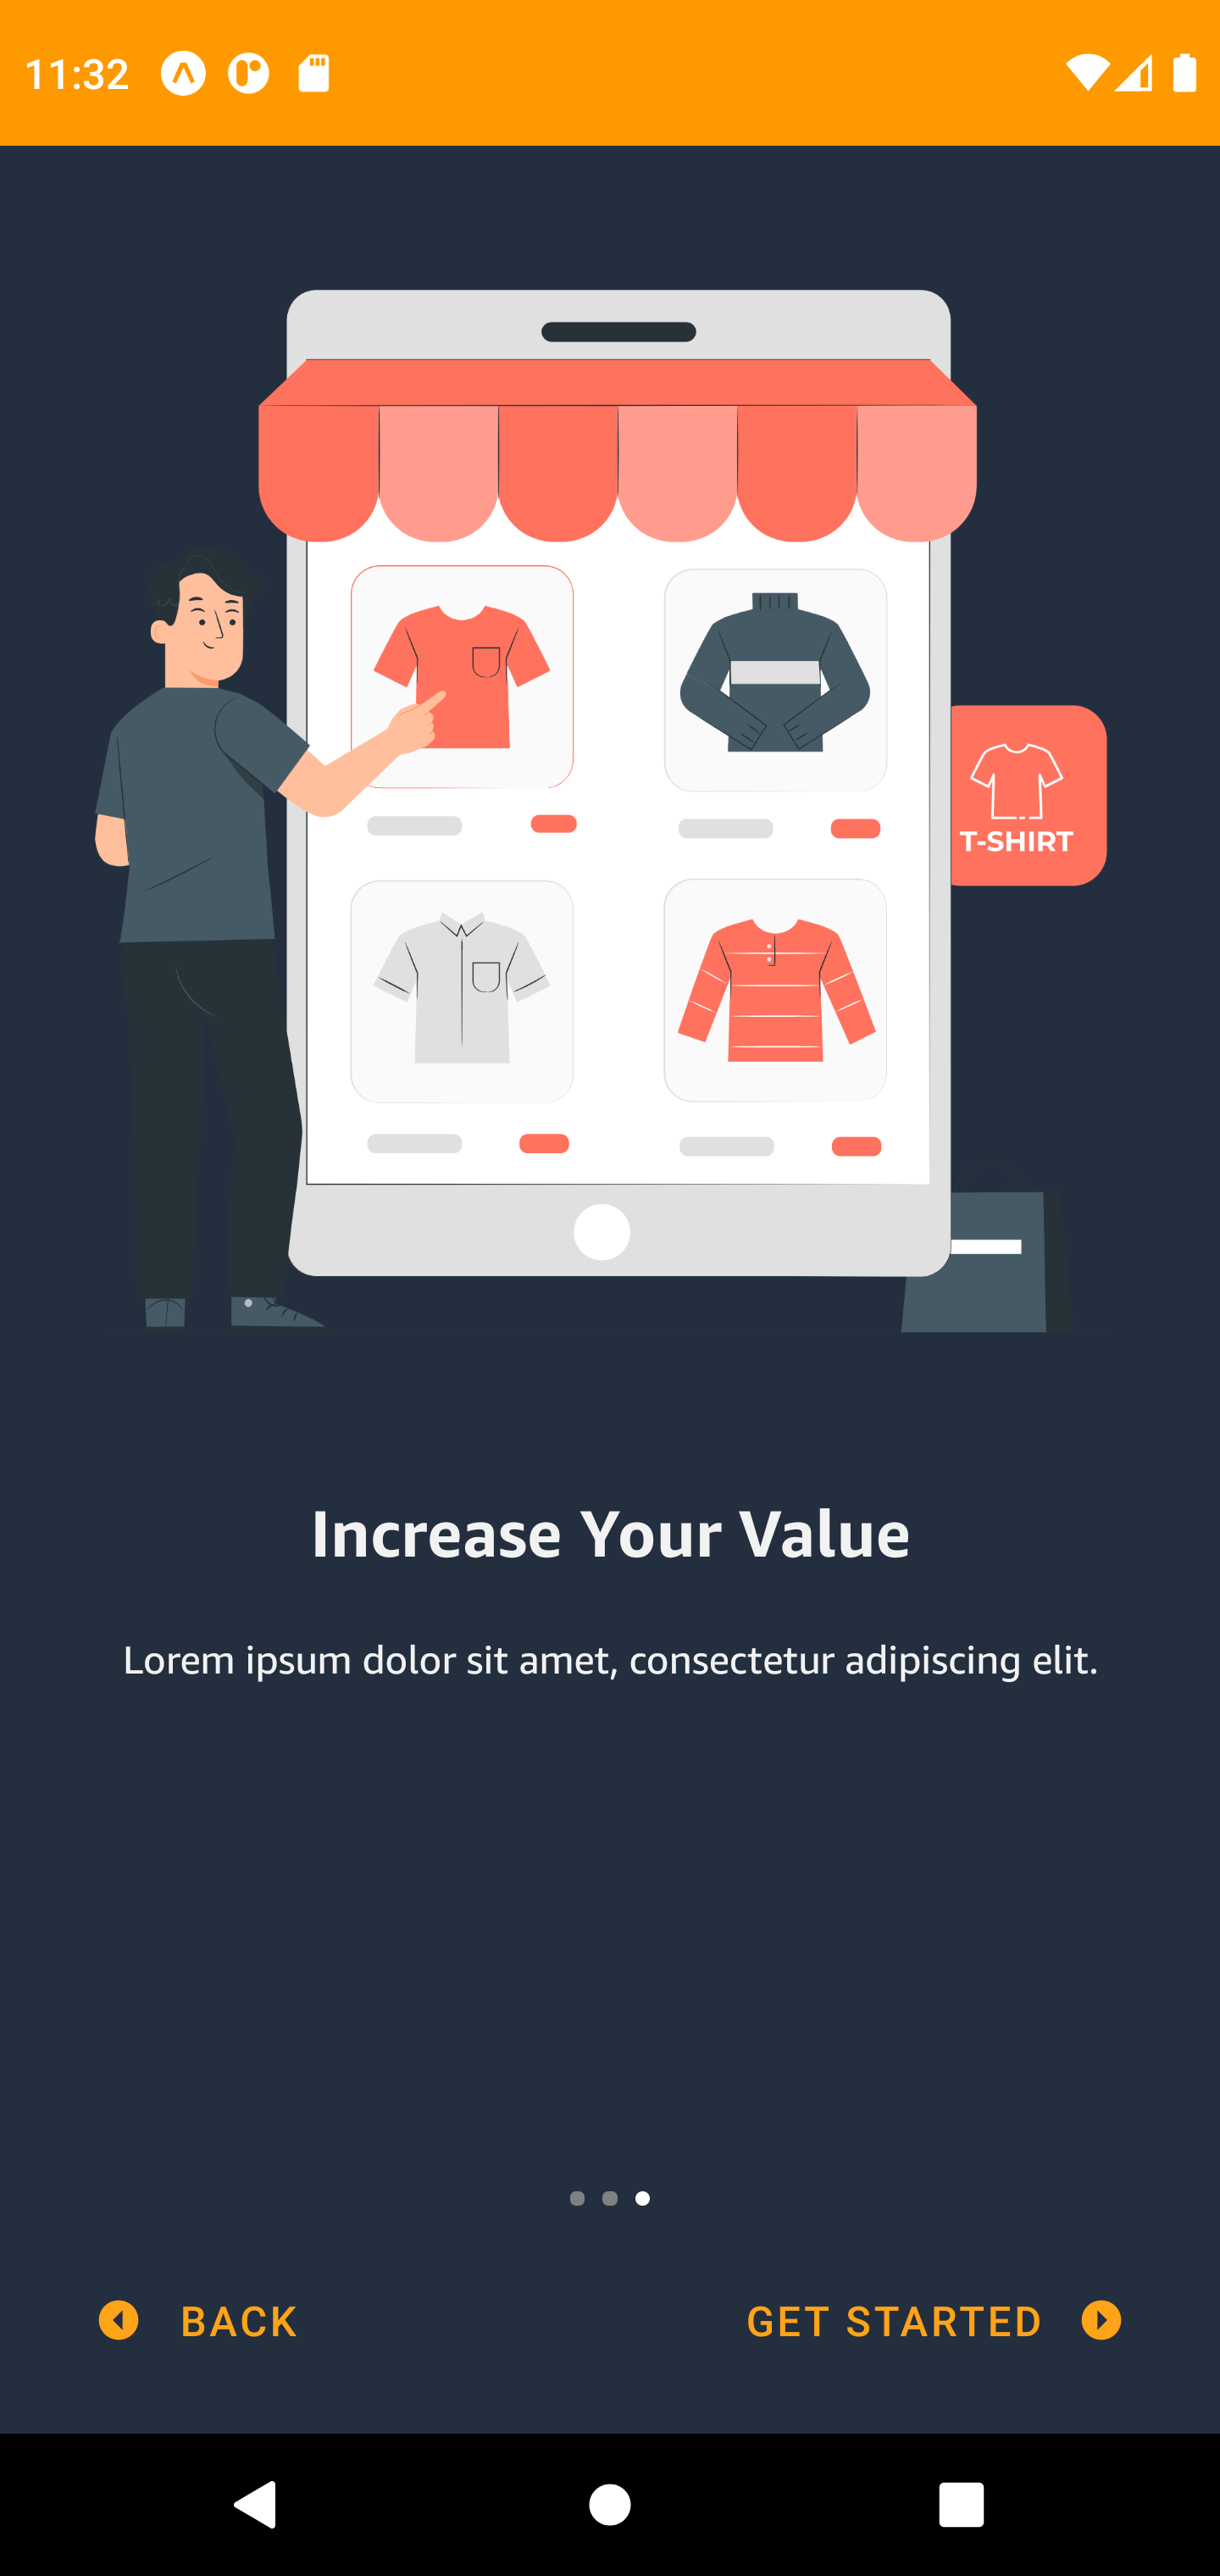 11:32
T-SHIRT
Increase Your Value
Lorem ipsum dolor sit amet, consectetur adipiscing elit.
BACK
GET STARTED